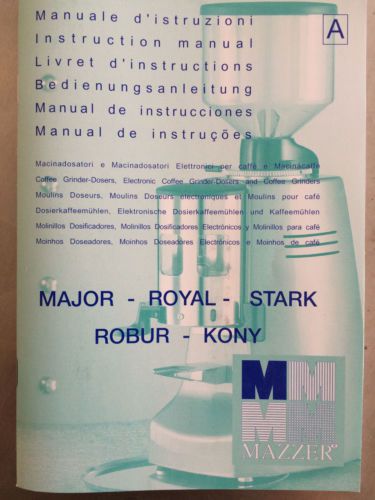 Manuale d'istruzioni
Instruction manual
Livret d'instructions
Bedienungsanleitung
Manual de instrucciones
Manual de instruções
A
Macinadosatori e Macinadosatori Elettronici per caffè e Macinacaffè
Coffee Grinder-Dosers, Electronic Coffee Grinder-Dosers and Coffee Grinders
Moulins Doseurs, Moulins Doseurs électroniques et Moulins pour café
Dosierkaffeemühlen, Elektronische Dosierkaffeemühlen und Kaffeemühlen
Molinillos Dosificadores, Molinillos Dosificadores Electrónicos y Molinillos para café
Moinhos Doseadores, Moinhos Doseadores Electrónicos e Moinhos de café
MAJOR - ROYAL - STARK
ROBUR - KONY
MM
MM
MAZZER